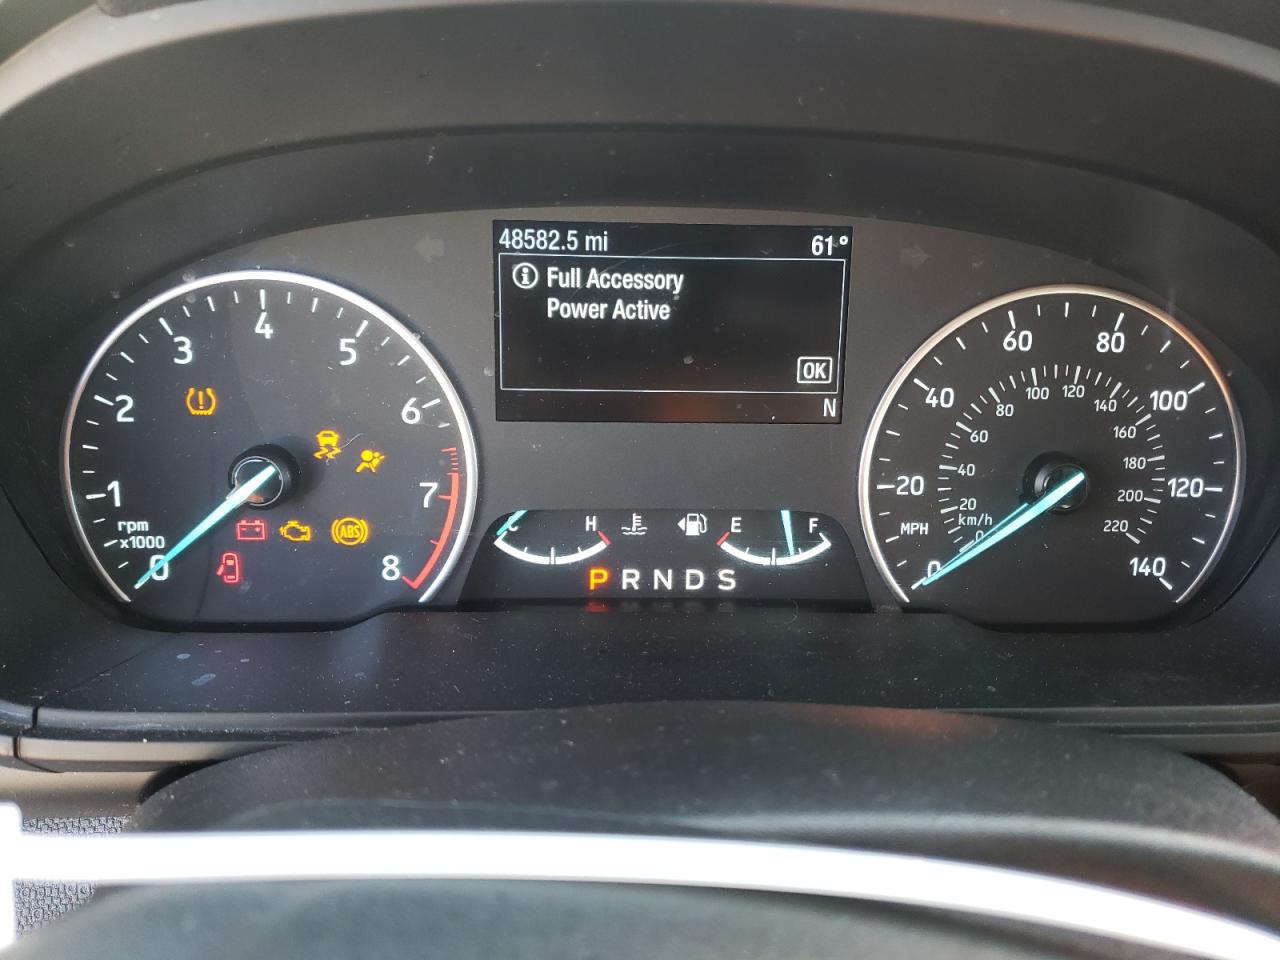 48582.5 mi 61°
Full Accessory
Power Active
OK
N
0 1 2 3 4 5 6 7 8
rpm
x1000
ABS
C H E F
P R N D S
0 20 40 60 80 100 120 140
MPH
0 20 40 60 80 100 120 140 160 180 200 220
km/h